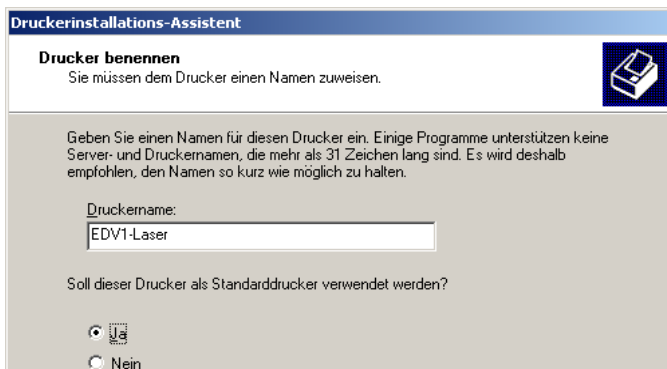 Druckerinstallations-Assistent
Drucker benennen
Sie müssen dem Drucker einen Namen zuweisen.
Geben Sie einen Namen für diesen Drucker ein. Einige Programme unterstützen keine
Server- und Druckernamen, die mehr als 31 Zeichen lang sind. Es wird deshalb
empfohlen, den Namen so kurz wie möglich zu halten.
Druckername:
EDV1-Laser
Soll dieser Drucker als Standarddrucker verwendet werden?
Ja
Nein